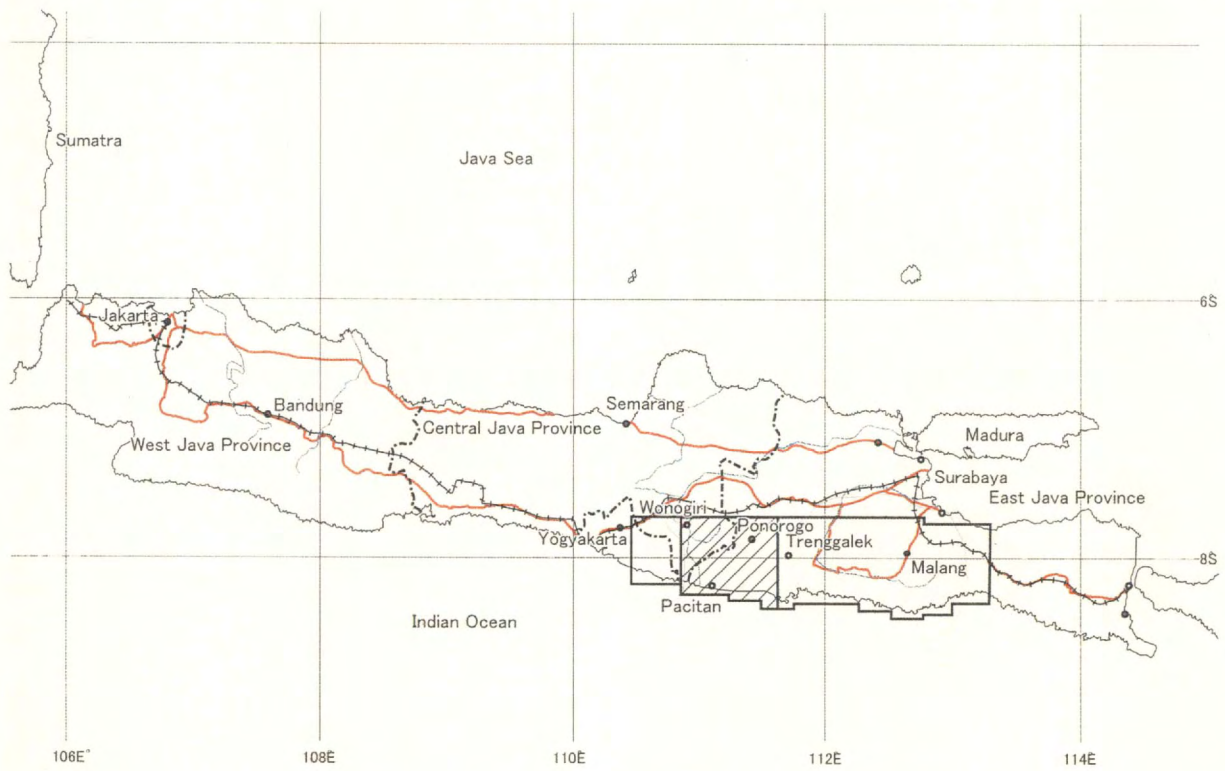 Sumatra
Java Sea
6S
Jakarta
Bandung
Semarang
Central Java Province
West Java Province
Madura
Surabaya
East Java Province
Wonogiri
Yogyakarta
Ponorogo
Trenggalek
8S
Malang
Pacitan
Indian Ocean
106E°
108E
110E
112E
114E